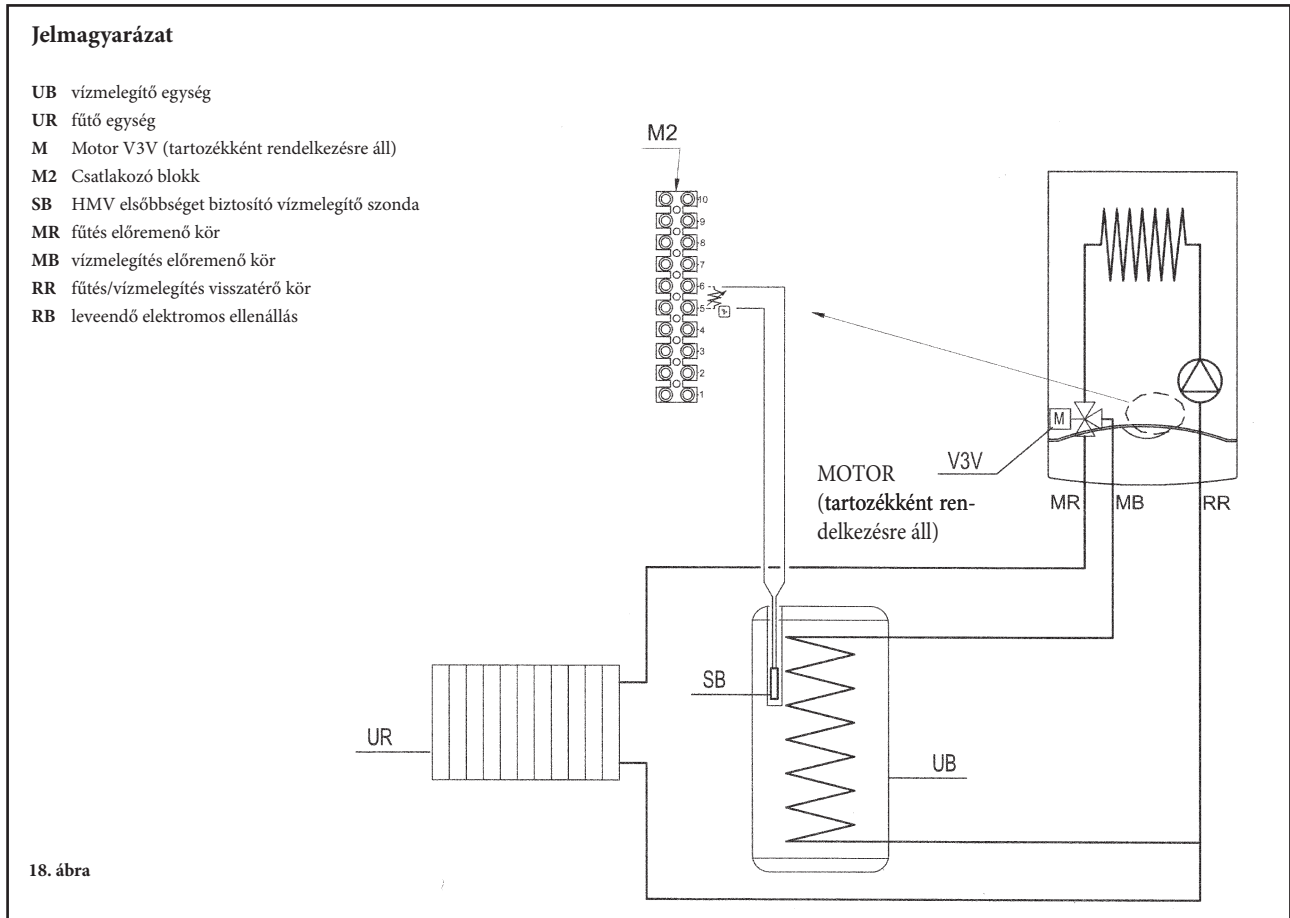 Jelmagyarázat
UB vízmelegítő egység
UR fűtő egység
M Motor V3V (tartozékként rendelkezésre áll)
M2 Csatlakozó blokk
SB HMV elsőbbséget biztosító vízmelegítő szonda
MR fűtés előremenő kör
MB vízmelegítés előremenő kör
RR fűtés/vízmelegítés visszatérő kör
RB leveendő elektromos ellenállás
M2
10
9
8
7
6
5
4
3
2
1
M
V3V
MOTOR
(tartozékként ren-
delkezésre áll)
MR MB RR
SB
UR
UB
18. ábra